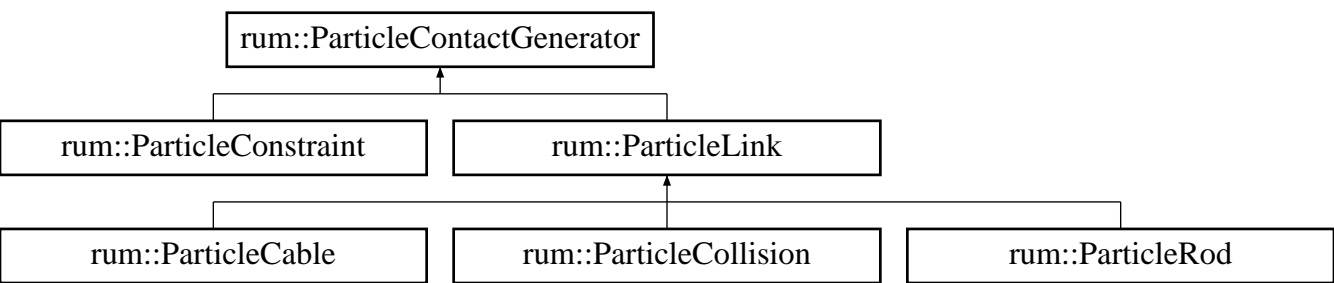 rum::ParticleContactGenerator
rum::ParticleConstraint
rum::ParticleLink
rum::ParticleCable
rum::ParticleCollision
rum::ParticleRod